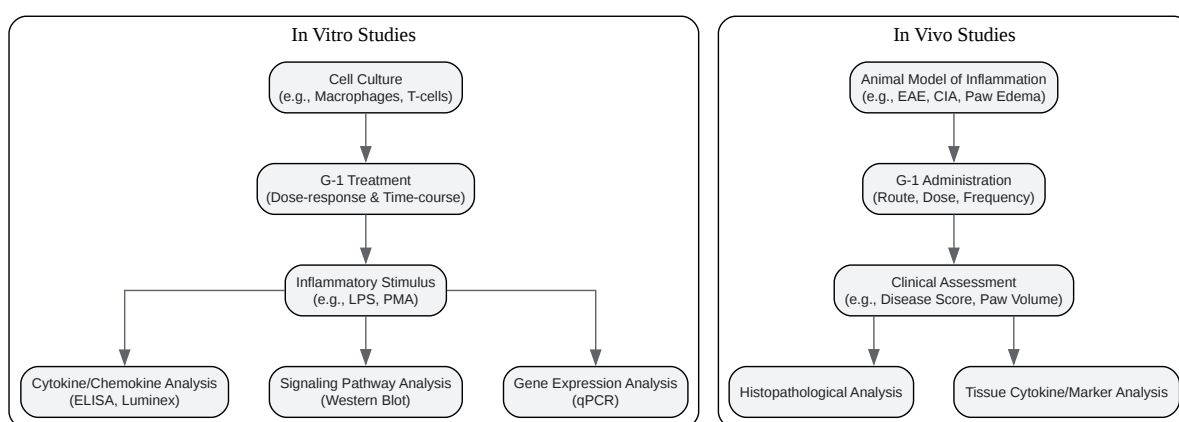 In Vitro Studies
Cell Culture
(e.g., Macrophages, T-cells)
G-1 Treatment
(Dose-response & Time-course)
Inflammatory Stimulus
(e.g., LPS, PMA)
Cytokine/Chemokine Analysis
(ELISA, Luminex)
Signaling Pathway Analysis
(Western Blot)
Gene Expression Analysis
(qPCR)
In Vivo Studies
Animal Model of Inflammation
(e.g., EAE, CIA, Paw Edema)
G-1 Administration
(Route, Dose, Frequency)
Clinical Assessment
(e.g., Disease Score, Paw Volume)
Histopathological Analysis
Tissue Cytokine/Marker Analysis